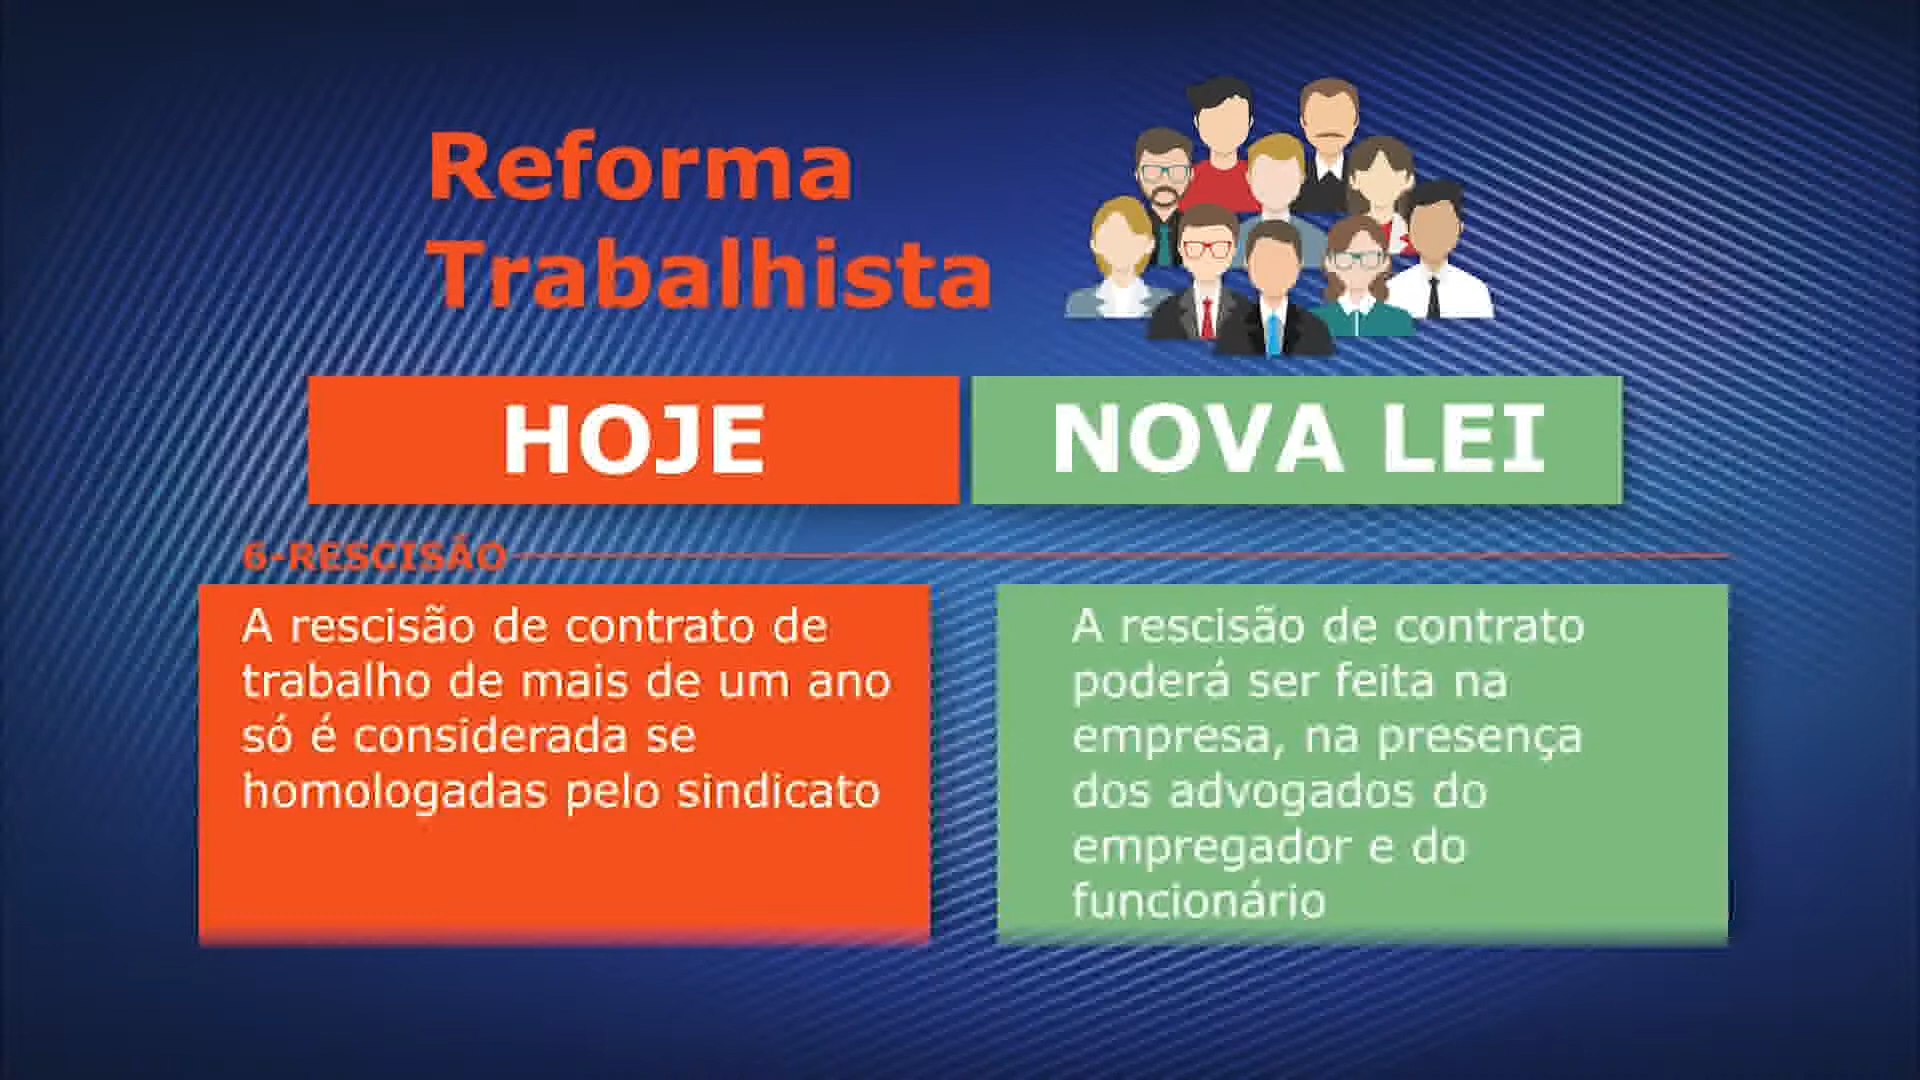 Reforma
Trabalhista
HOJE
NOVA LEI
6-RESCISÃO
A rescisão de contrato de
trabalho de mais de um ano
só é considerada se
homologadas pelo sindicato
A rescisão de contrato
poderá ser feita na
empresa, na presença
dos advogados do
empregador e do
funcionário